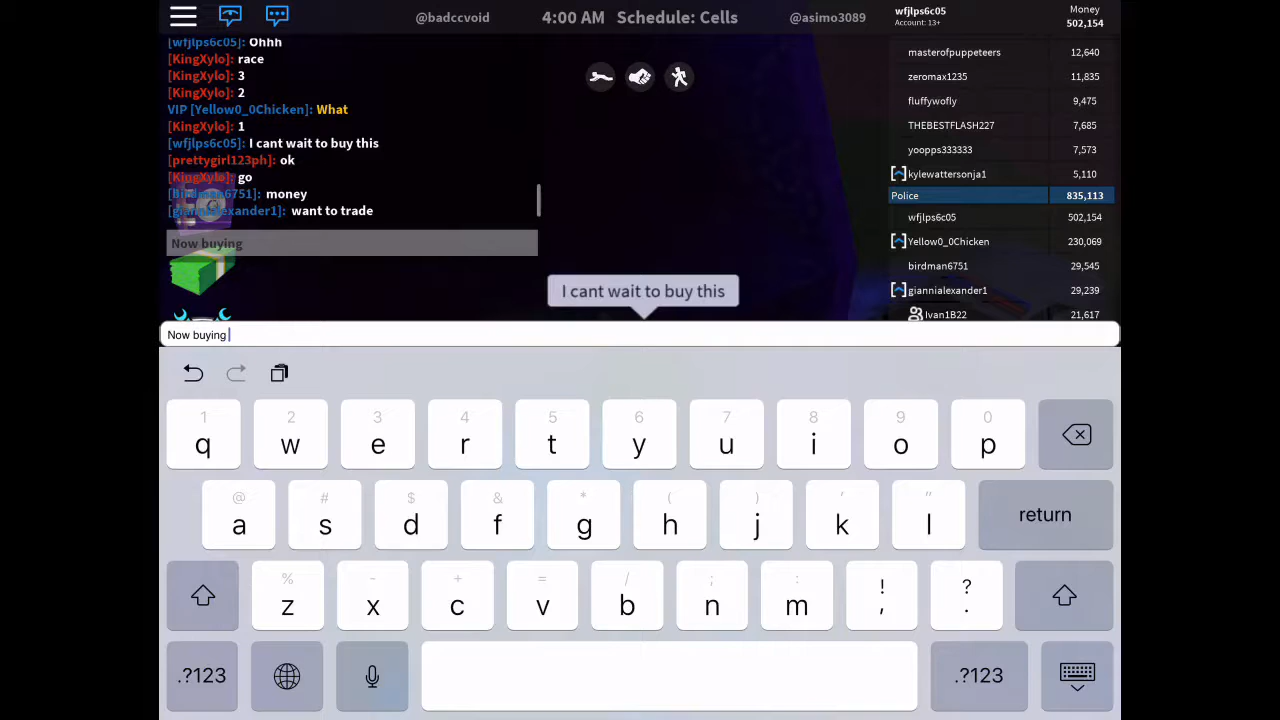 @badccvoid 4:00 AM Schedule: Cells @asimo3089
wfjlps6c05
Account: 13+
Money
502,154
[wfjlps6c05]: Ohhh
[KingXylo]: race
[KingXylo]: 3
[KingXylo]: 2
VIP [Yellow0_0Chicken]: What
[KingXylo]: 1
[wfjlps6c05]: I cant wait to buy this
[prettygirl123ph]: ok
[KingXylo]: go
[birdman6751]: money
[giannialexander1]: want to trade
Now buying
masterofpuppeteers 12,640
zeromax1235 11,835
fluffywofly 9,475
THEBESTFLASH227 7,685
yoopps333333 7,573
kylewattersonja1 5,110
Police 835,113
wfjlps6c05 502,154
Yellow0_0Chicken 230,069
birdman6751 29,545
giannialexander1 29,239
Ivan1B22 21,617
I cant wait to buy this
Now buying
1 2 3 4 5 6 7 8 9 0
q w e r t y u i o p
@ # $ & * ( ) ' "
a s d f g h j k l return
% - + = / ; : ! ?
z x c v b n m , .
.?123 .?123